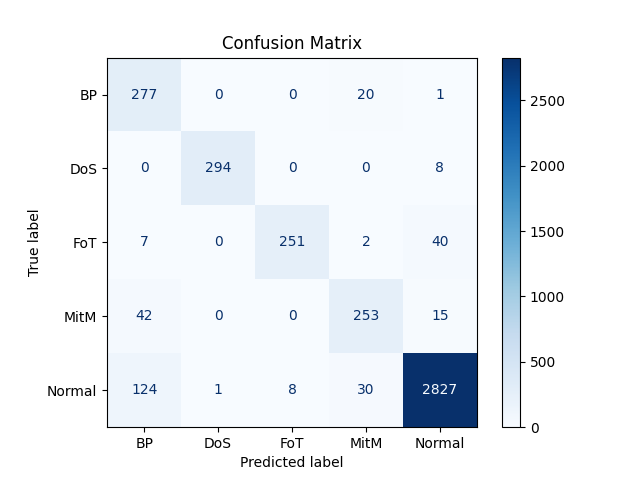 Confusion Matrix
True label
BP 277 0 0 20 1
DoS 0 294 0 0 8
FoT 7 0 251 2 40
MitM 42 0 0 253 15
Normal 124 1 8 30 2827
BP DoS FoT MitM Normal
Predicted label
2500
2000
1500
1000
500
0